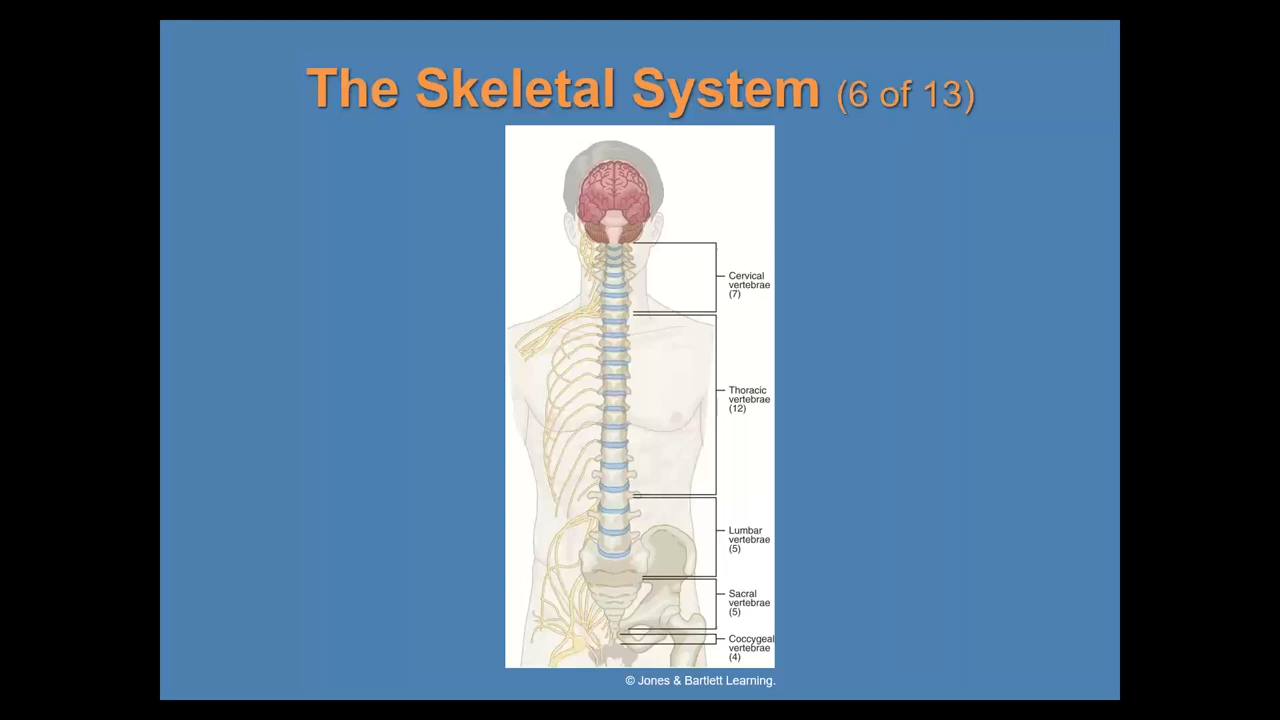 The Skeletal System (6 of 13)
Cervical
vertebrae
(7)
Thoracic
vertebrae
(12)
Lumbar
vertebrae
(5)
Sacral
vertebrae
(5)
Coccygeal
vertebrae
(4)
© Jones & Bartlett Learning.